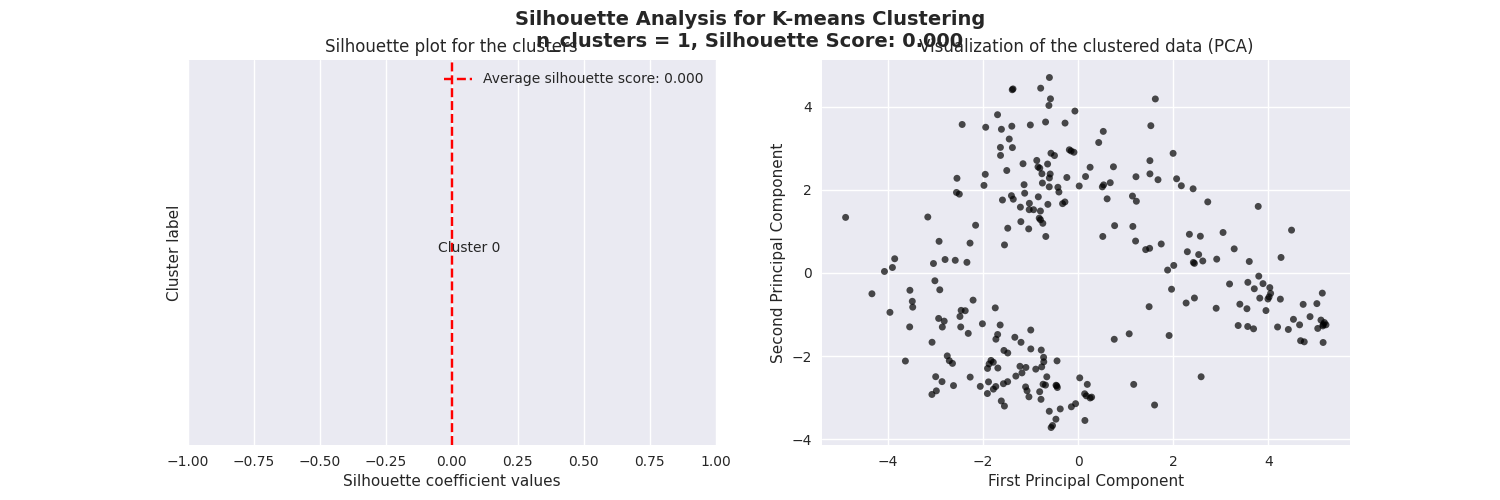 Silhouette Analysis for K-means Clustering
n_clusters = 1, Silhouette Score: 0.000
Silhouette plot for the clusters
Average silhouette score: 0.000
Cluster 0
Cluster label
−1.00 −0.75 −0.50 −0.25 0.00 0.25 0.50 0.75 1.00
Silhouette coefficient values
Visualization of the clustered data (PCA)
4
2
0
−2
−4
Second Principal Component
−4 −2 0 2 4
First Principal Component